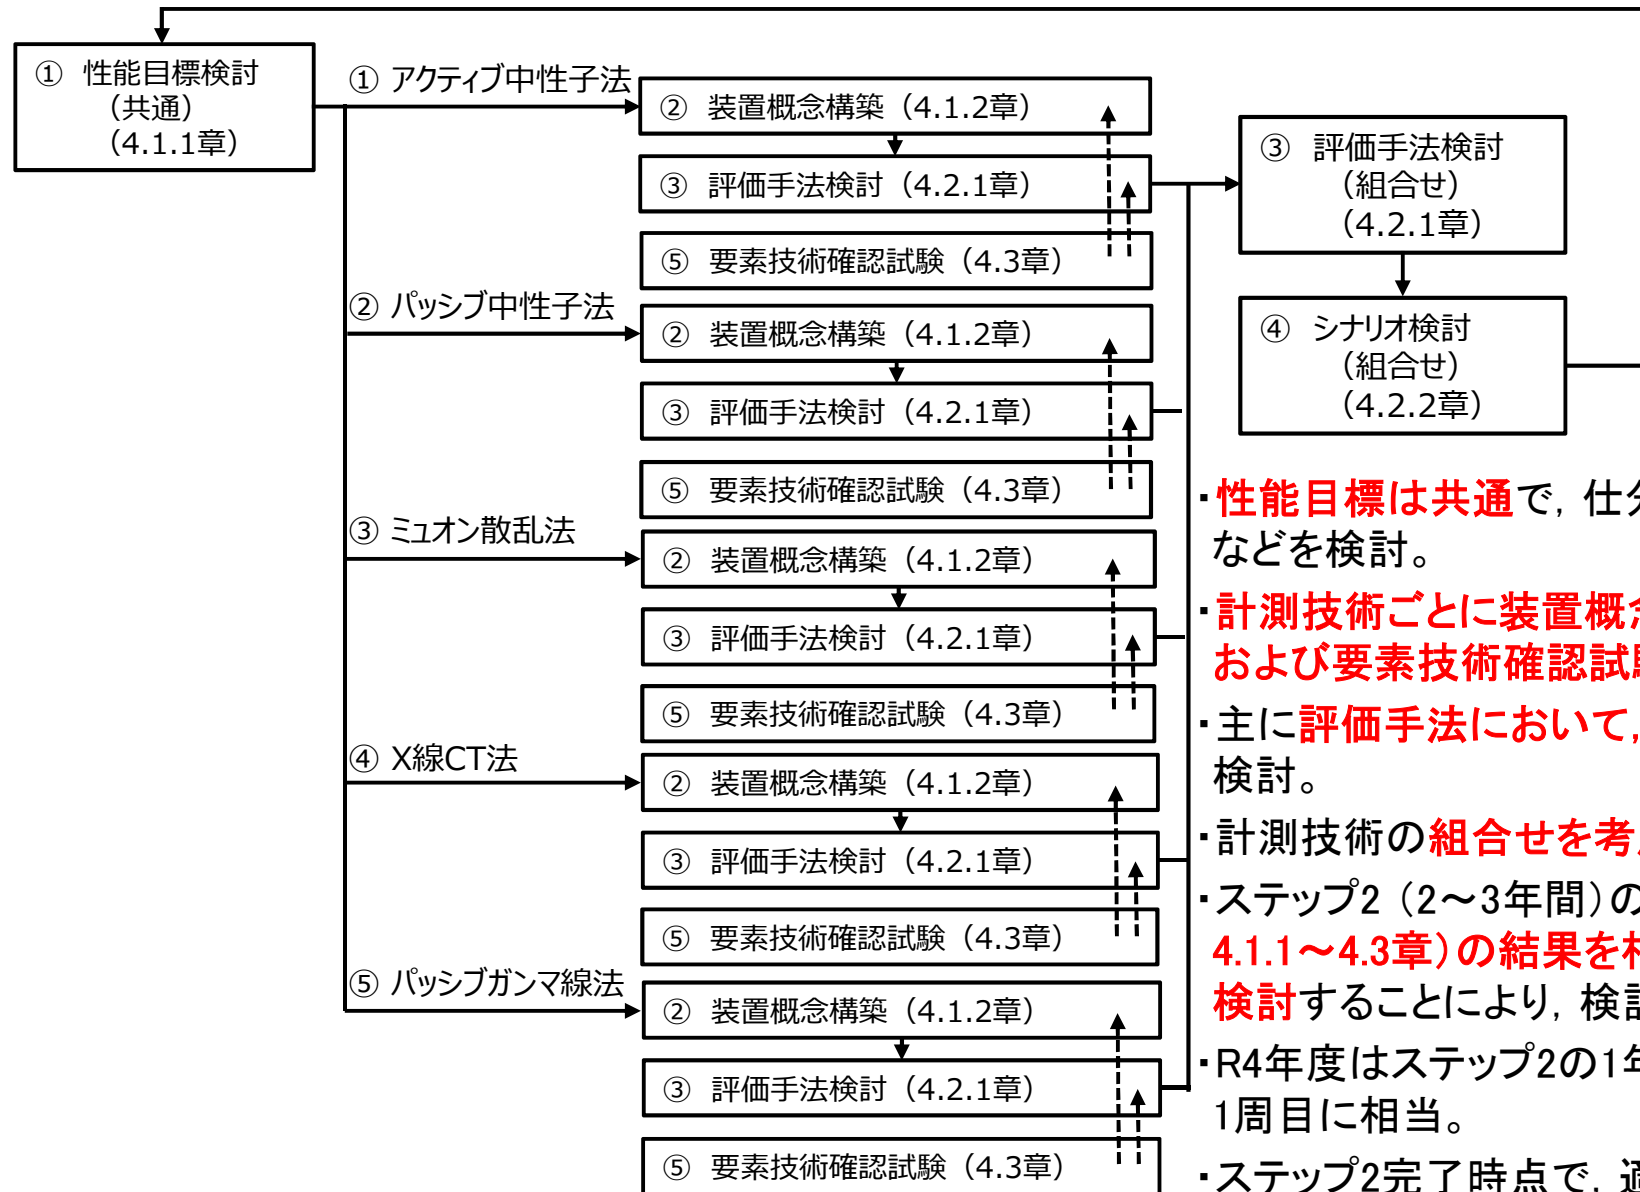 ① 性能目標検討
（共通）
（4.1.1章）
① アクティブ中性子法
② 装置概念構築（4.1.2章）
③ 評価手法検討（4.2.1章）
⑤ 要素技術確認試験（4.3章）
② パッシブ中性子法
② 装置概念構築（4.1.2章）
③ 評価手法検討（4.2.1章）
⑤ 要素技術確認試験（4.3章）
③ ミュオン散乱法
② 装置概念構築（4.1.2章）
③ 評価手法検討（4.2.1章）
⑤ 要素技術確認試験（4.3章）
④ X線CT法
② 装置概念構築（4.1.2章）
③ 評価手法検討（4.2.1章）
⑤ 要素技術確認試験（4.3章）
⑤ パッシブガンマ線法
② 装置概念構築（4.1.2章）
③ 評価手法検討（4.2.1章）
⑤ 要素技術確認試験（4.3章）
③ 評価手法検討
（組合せ）
（4.2.1章）
④ シナリオ検討
（組合せ）
（4.2.2章）
・性能目標は共通で，仕
などを検討。
・計測技術ごとに装置概
および要素技術確認試
・主に評価手法において，
検討。
・計測技術の組合せを考
・ステップ2（2～3年間）の
4.1.1～4.3章）の結果を
検討することにより，検
・R4年度はステップ2の1
1周目に相当。
・ステップ2完了時点で，